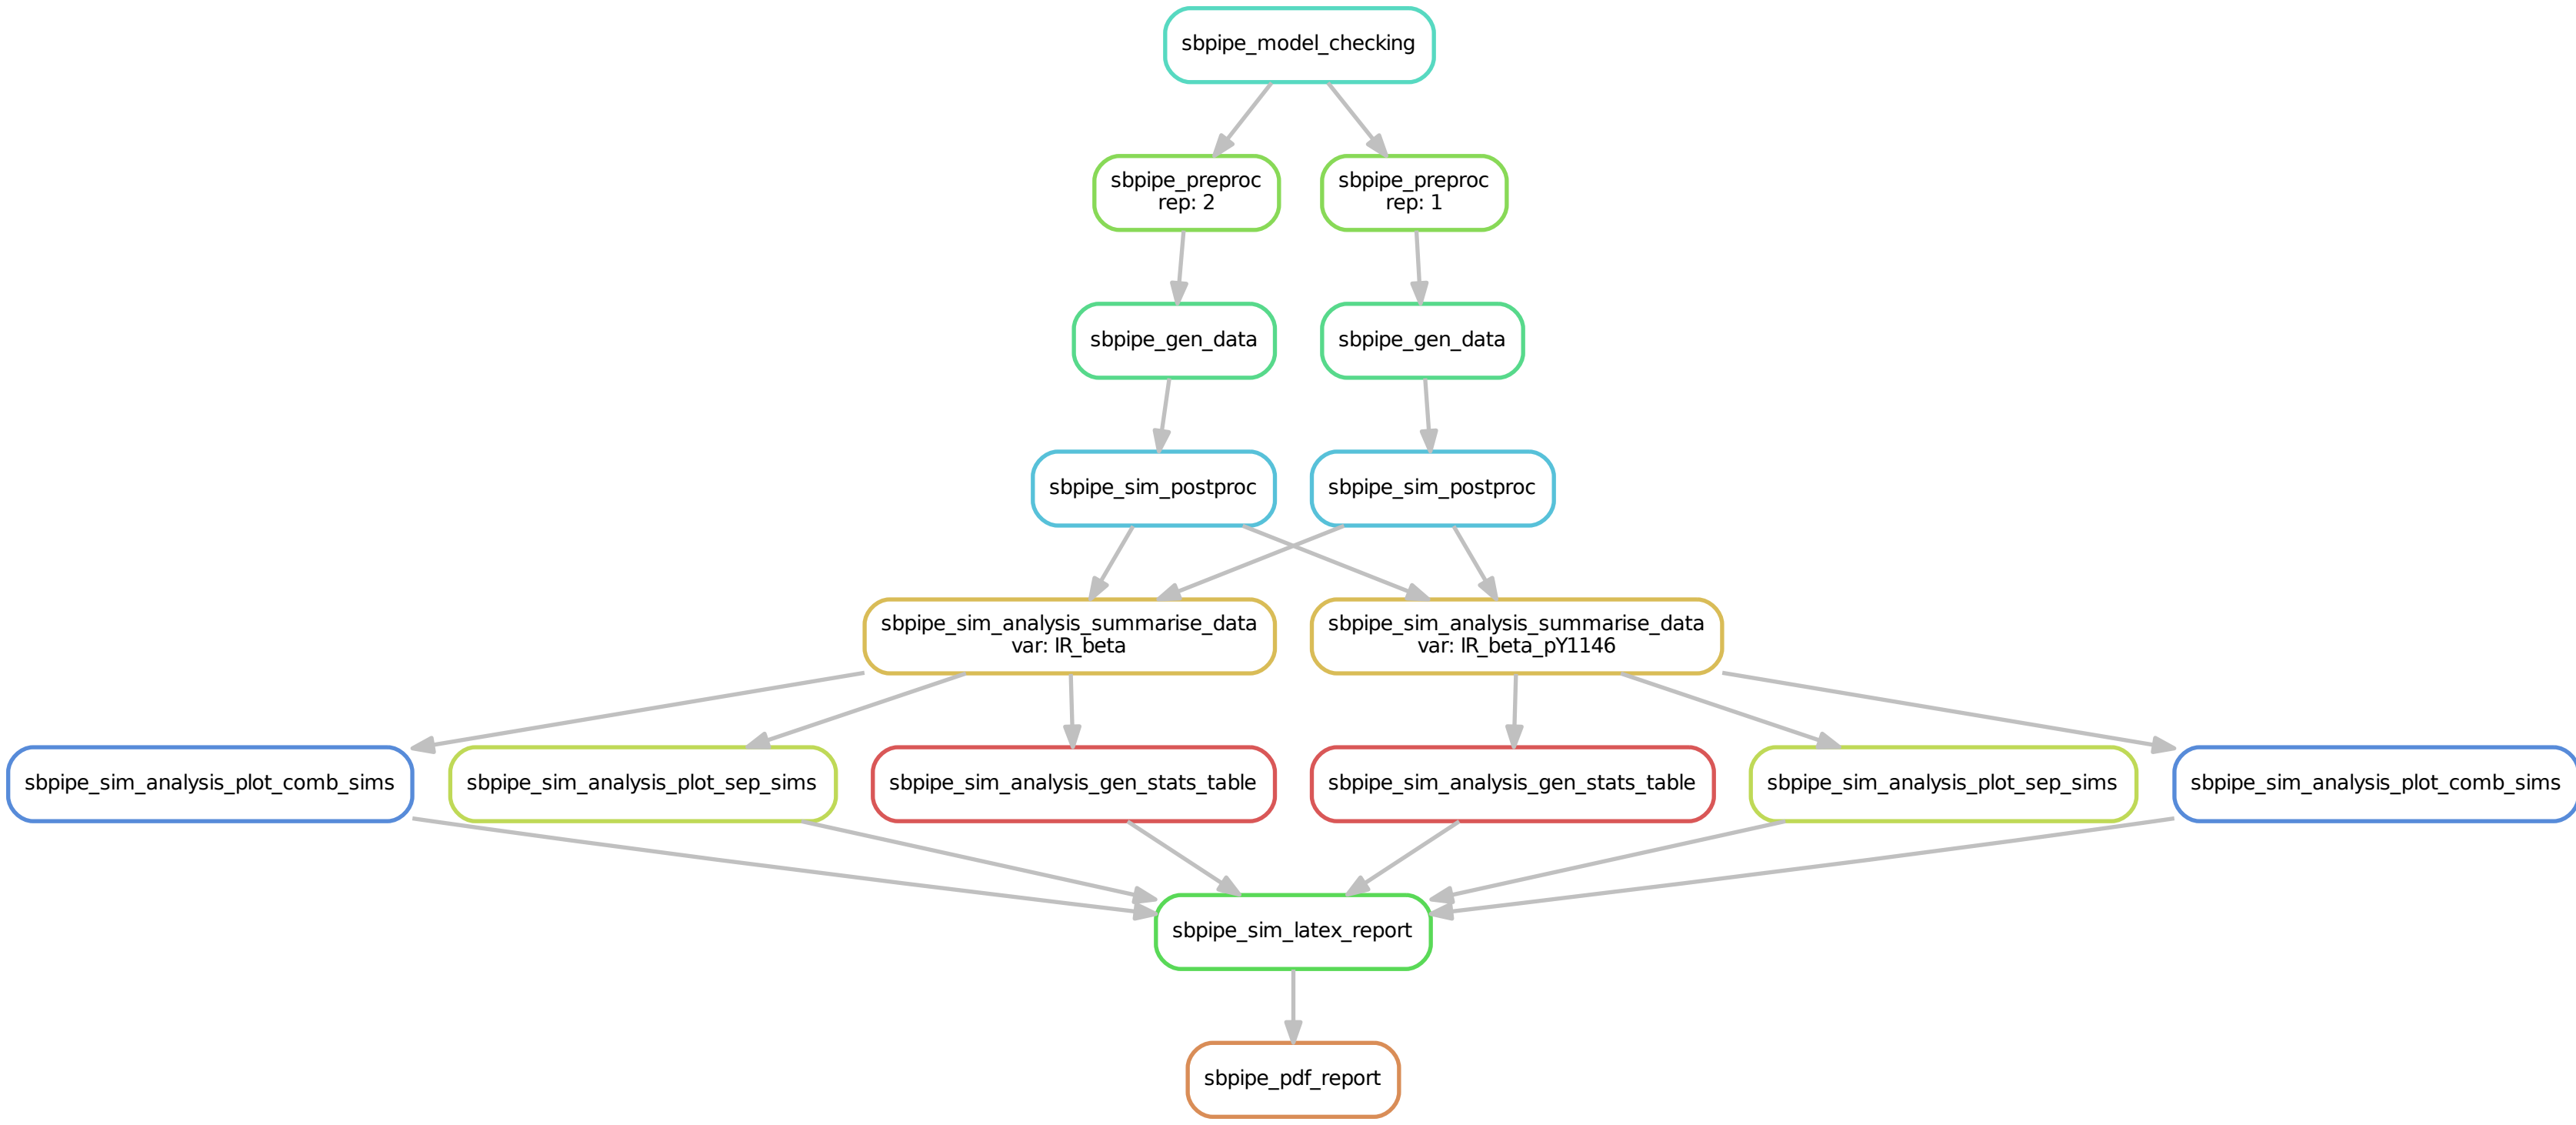 sbpipe_model_checking
sbpipe_preproc
rep: 2
sbpipe_preproc
rep: 1
sbpipe_gen_data
sbpipe_gen_data
sbpipe_sim_postproc
sbpipe_sim_postproc
sbpipe_sim_analysis_summarise_data
var: IR_beta
sbpipe_sim_analysis_summarise_data
var: IR_beta_pY1146
sbpipe_sim_analysis_plot_comb_sims
sbpipe_sim_analysis_plot_sep_sims
sbpipe_sim_analysis_gen_stats_table
sbpipe_sim_analysis_gen_stats_table
sbpipe_sim_analysis_plot_sep_sims
sbpipe_sim_analysis_plot_comb_sims
sbpipe_sim_latex_report
sbpipe_pdf_report